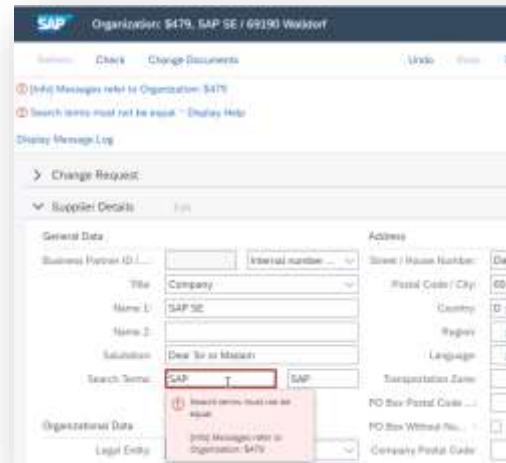 SAP Organization: $479, SAP SE / 69190 Walldorf
Check Change Documents Undo
[Info] Messages refer to Organization: $479
Search terms must not be equal - Display Help
Display Message Log
Change Request
Supplier Details Edit
General Data Address
Business Partner ID / ... Internal number ... Street / House Number: 
Title: Company Postal Code / City: 69
Name 1: SAP SE Country: D
Name 2: Region:
Salutation: Dear Sir or Madam Language:
Search Terms: SAP SAP Transportation Zone:
Search terms must not be equal PO Box Postal Code ...:
Organizational Data PO Box Without No...:
[Info] Messages refer to Organization: $479
Legal Entity: Company Postal Code: